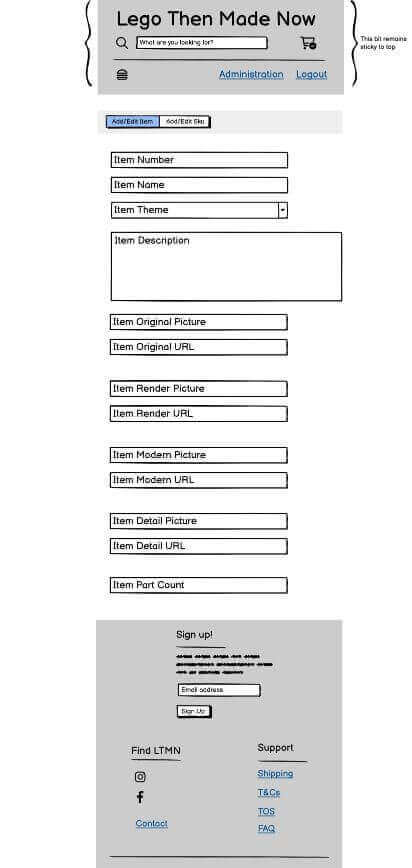 Lego Then Made Now
What are you looking for?
This bit remains
sticky to top
Administration Logout
Add/Edit Item Add/Edit Sku
Item Number
Item Name
Item Theme
Item Description
Item Original Picture
Item Original URL
Item Render Picture
Item Render URL
Item Modern Picture
Item Modern URL
Item Detail Picture
Item Detail URL
Item Part Count
Sign up!
Email address
Sign Up
Find LTMN
Support
Shipping
T&Cs
Contact
TOS
FAQ